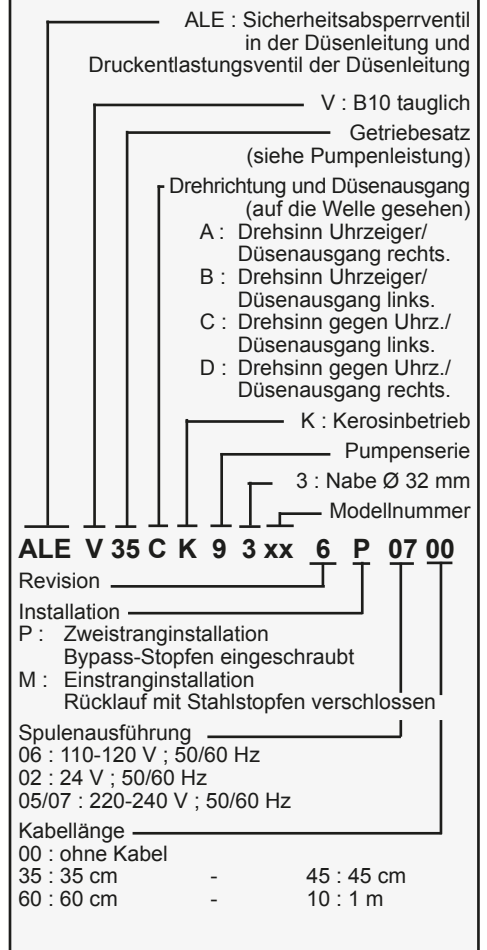 ALE : Sicherheitsabsperrventil
in der Düsenleitung und
Druckentlastungsventil der Düsenleitung
V : B10 tauglich
Getriebesatz
(siehe Pumpenleistung)
Drehrichtung und Düsenausgang
(auf die Welle gesehen)
A : Drehsinn Uhrzeiger/
Düsenausgang rechts.
B : Drehsinn Uhrzeiger/
Düsenausgang links.
C : Drehsinn gegen Uhrz./
Düsenausgang links.
D : Drehsinn gegen Uhrz./
Düsenausgang rechts.
K : Kerosinbetrieb
Pumpenserie
3 : Nabe Ø 32 mm
Modellnummer
ALE V 35 C K 9 3 xx 6 P 07 00
Revision
Installation
P : Zweistranginstallation
Bypass-Stopfen eingeschraubt
M : Einstranginstallation
Rücklauf mit Stahlstopfen verschlossen
Spulenausführung
06 : 110-120 V ; 50/60 Hz
02 : 24 V ; 50/60 Hz
05/07 : 220-240 V ; 50/60 Hz
Kabellänge
00 : ohne Kabel
35 : 35 cm - 45 : 45 cm
60 : 60 cm - 10 : 1 m